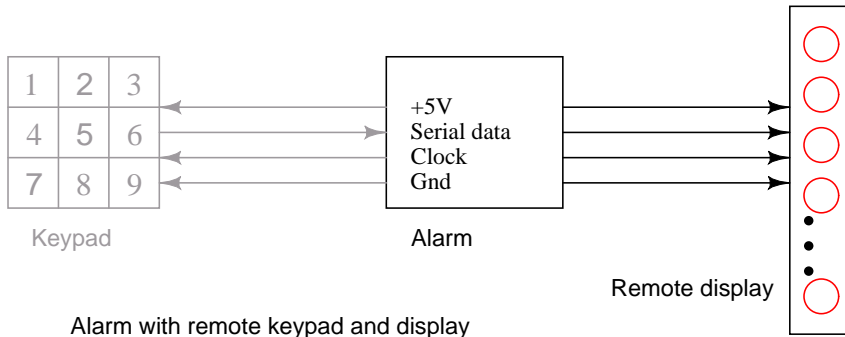 1 2 3
4 5 6
7 8 9
Keypad
+5V
Serial data
Clock
Gnd
Alarm
Remote display
Alarm with remote keypad and display